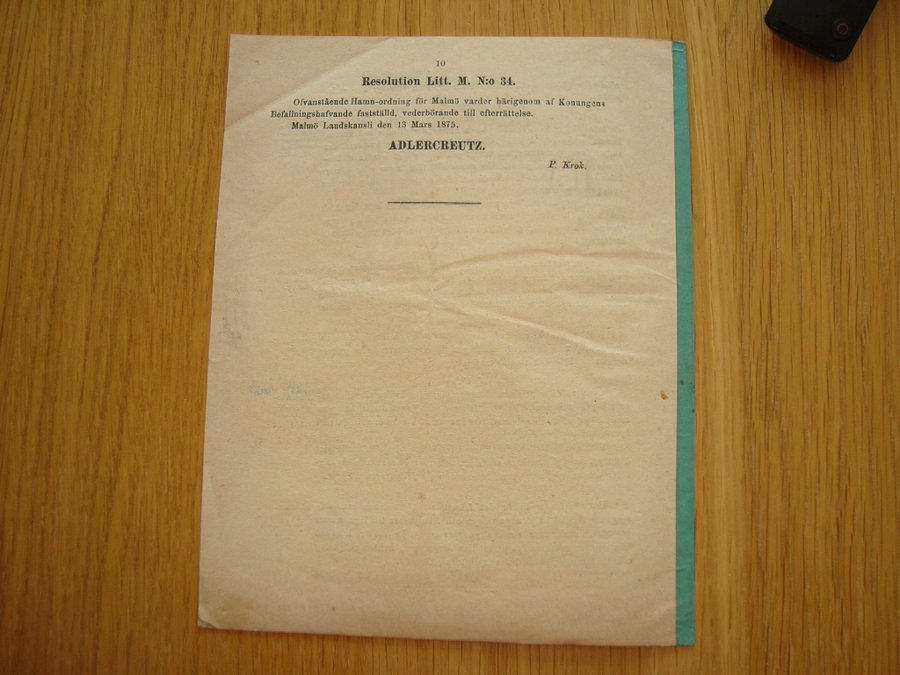 10
Resolution Litt. M. N:o 34.
Ofvanstående Hamn-ordning för Malmö varder härigenom af Konungens
Befallningshafvande fastställd, vederbörande till efterrättelse.
Malmö Landskansli den 13 Mars 1875.
ADLERCREUTZ.
P. Krok.